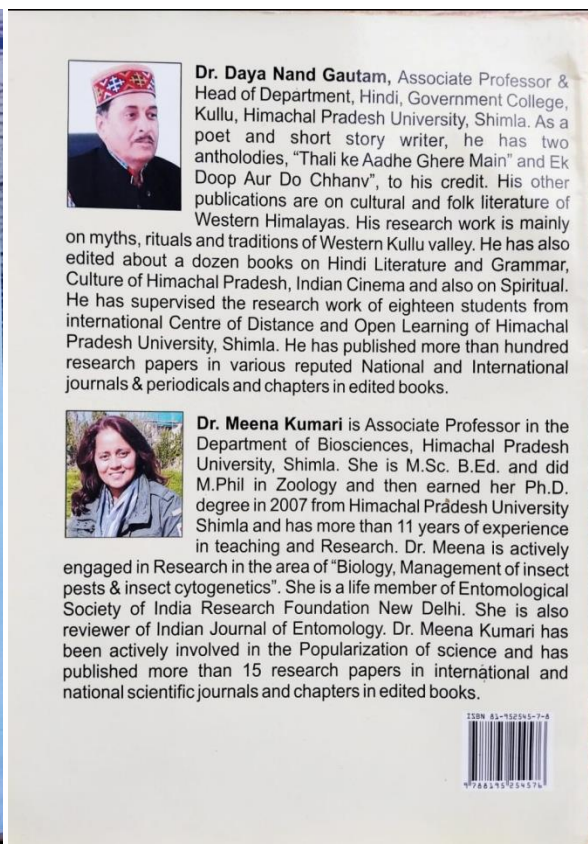 Dr. Daya Nand Gautam, Associate Professor &
Head of Department, Hindi, Government College,
Kullu, Himachal Pradesh University, Shimla. As a
poet and short story writer, he has two
antholodies, “Thali ke Aadhe Ghere Main” and Ek
Doop Aur Do Chhanv”, to his credit. His other
publications are on cultural and folk literature of
Western Himalayas. His research work is mainly
on myths, rituals and traditions of Western Kullu valley. He has also
edited about a dozen books on Hindi Literature and Grammar,
Culture of Himachal Pradesh, Indian Cinema and also on Spiritual.
He has supervised the research work of eighteen students from
international Centre of Distance and Open Learning of Himachal
Pradesh University, Shimla. He has published more than hundred
research papers in various reputed National and International
journals & periodicals and chapters in edited books.
Dr. Meena Kumari is Associate Professor in the
Department of Biosciences, Himachal Pradesh
University, Shimla. She is M.Sc. B.Ed. and did
M.Phil in Zoology and then earned her Ph.D.
degree in 2007 from Himachal Pradesh University
Shimla and has more than 11 years of experience
in teaching and Research. Dr. Meena is actively
engaged in Research in the area of “Biology, Management of insect
pests & insect cytogenetics”. She is a life member of Entomological
Society of India Research Foundation New Delhi. She is also
reviewer of Indian Journal of Entomology. Dr. Meena Kumari has
been actively involved in the Popularization of science and has
published more than 15 research papers in international and
national scientific journals and chapters in edited books.
ISBN 81-952545-7-8
9 788195 254576